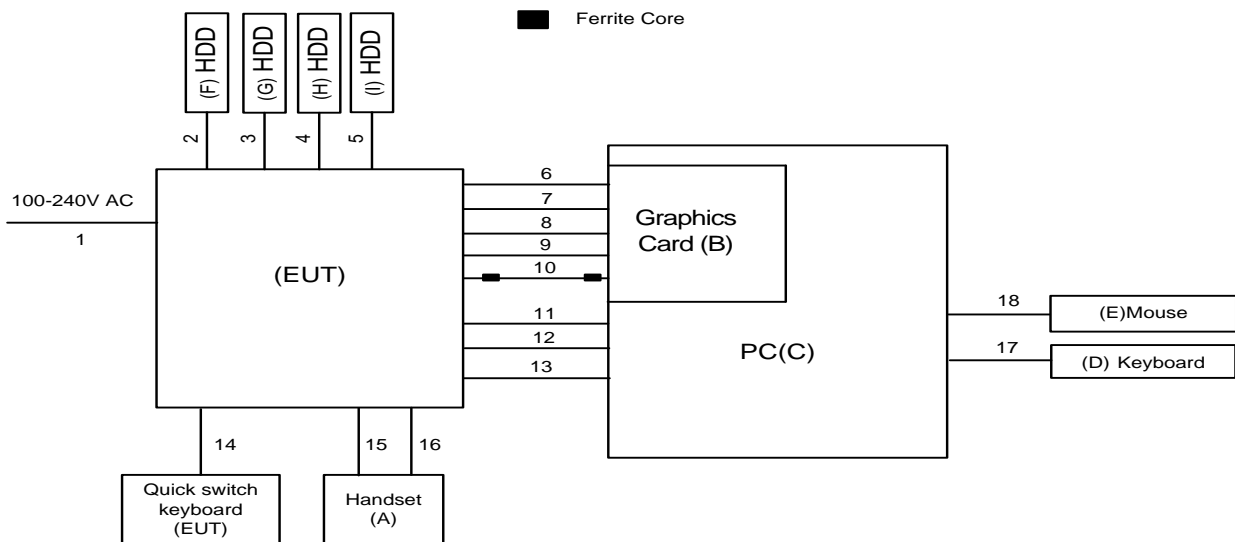 Ferrite Core
(F) HDD
(G) HDD
(H) HDD
(I) HDD
2
3
4
5
100-240V AC
1
(EUT)
6
7
8
9
10
11
12
13
Graphics
Card (B)
PC(C)
18
(E)Mouse
17
(D) Keyboard
14
15
16
Quick switch
keyboard
(EUT)
Handset
(A)